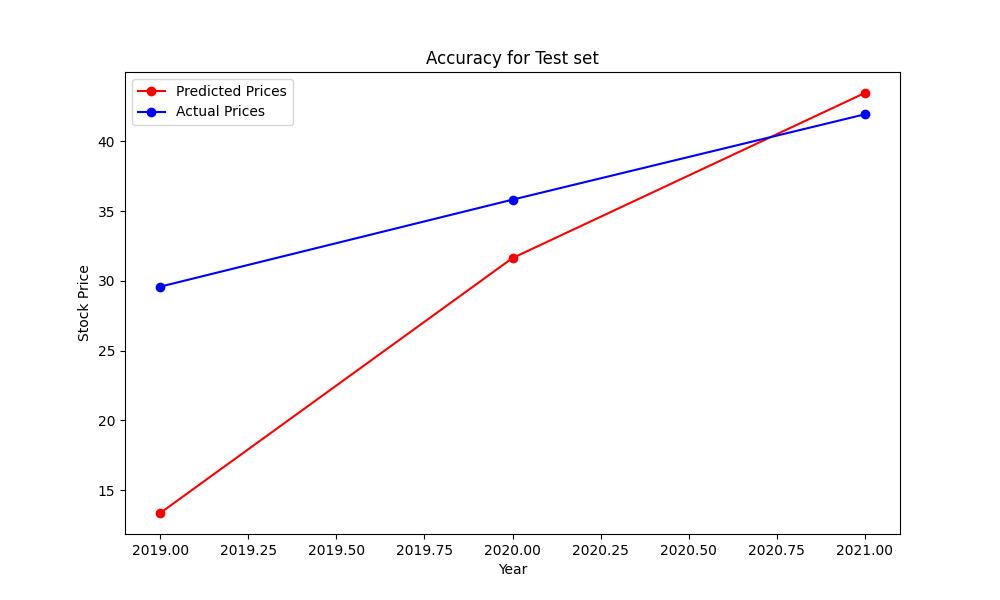 Accuracy for Test set
Predicted Prices
Actual Prices
Stock Price
40
35
30
25
20
15
2019.00 2019.25 2019.50 2019.75 2020.00 2020.25 2020.50 2020.75 2021.00
Year